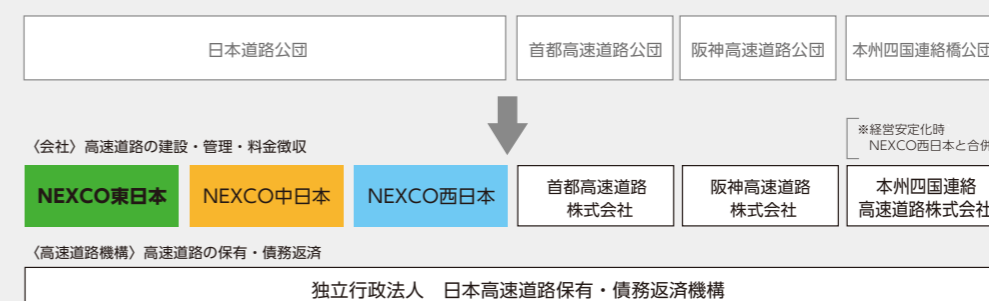 日本道路公団
首都高速道路公団
阪神高速道路公団
本州四国連絡橋公団
〈会社〉高速道路の建設・管理・料金徴収
※経営安定化時
NEXCO西日本と合併
NEXCO東日本
NEXCO中日本
NEXCO西日本
首都高速道路
株式会社
阪神高速道路
株式会社
本州四国連絡
高速道路株式会社
〈高速道路機構〉高速道路の保有・債務返済
独立行政法人　日本高速道路保有・債務返済機構